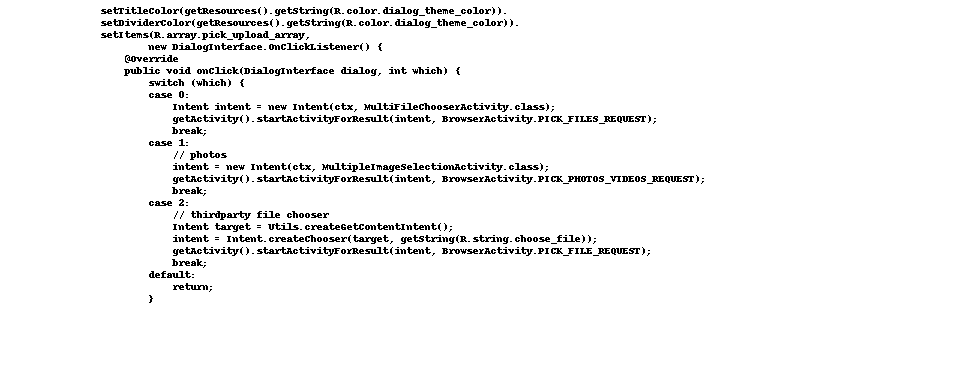 setTitleColor(getResources().getString(R.color.dialog_theme_color)).
setDividerColor(getResources().getString(R.color.dialog_theme_color)).
setItems(R.array.pick_upload_array,
new DialogInterface.OnClickListener() {
@Override
public void onClick(DialogInterface dialog, int which) {
switch (which) {
case 0:
Intent intent = new Intent(ctx, MultiFileChooserActivity.class);
getActivity().startActivityForResult(intent, BrowserActivity.PICK_FILES_REQUEST);
break;
case 1:
// photos
intent = new Intent(ctx, MultipleImageSelectionActivity.class);
getActivity().startActivityForResult(intent, BrowserActivity.PICK_PHOTOS_VIDEOS_REQUEST);
break;
case 2:
// thirdparty file chooser
Intent target = Utils.createGetContentIntent();
intent = Intent.createChooser(target, getString(R.string.choose_file));
getActivity().startActivityForResult(intent, BrowserActivity.PICK_FILE_REQUEST);
break;
default:
return;
}